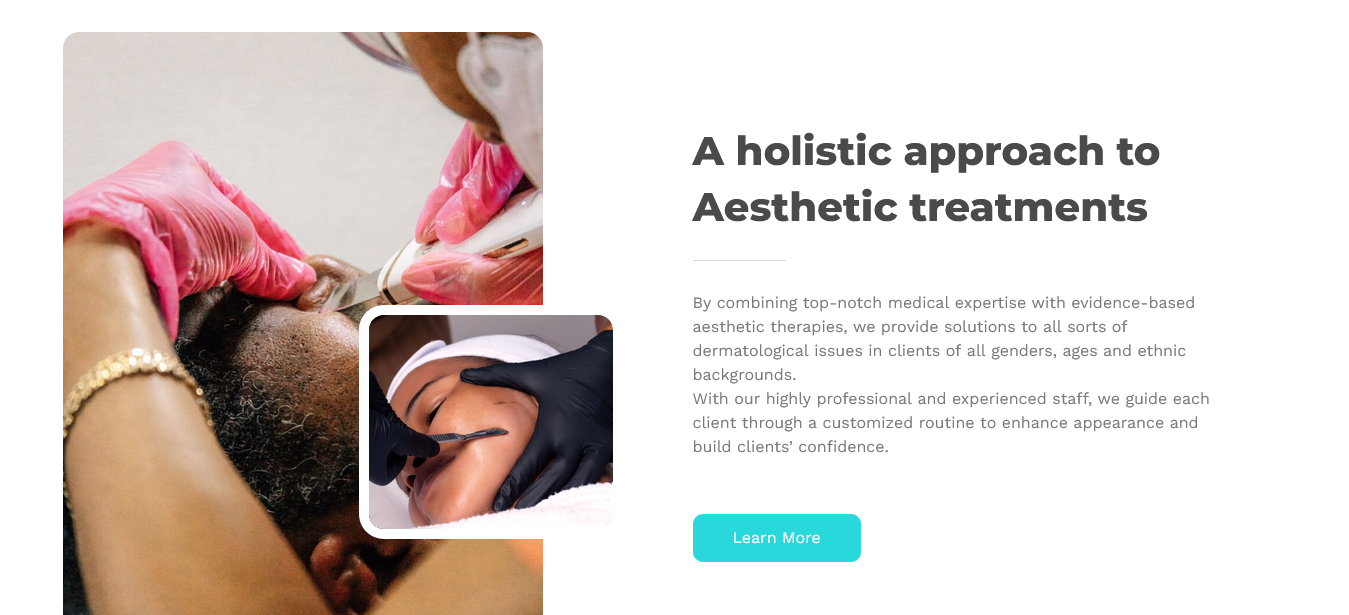 A holistic approach to
Aesthetic treatments
By combining top-notch medical expertise with evidence-based
aesthetic therapies, we provide solutions to all sorts of
dermatological issues in clients of all genders, ages and ethnic
backgrounds.
With our highly professional and experienced staff, we guide each
client through a customized routine to enhance appearance and
build clients’ confidence.
Learn More